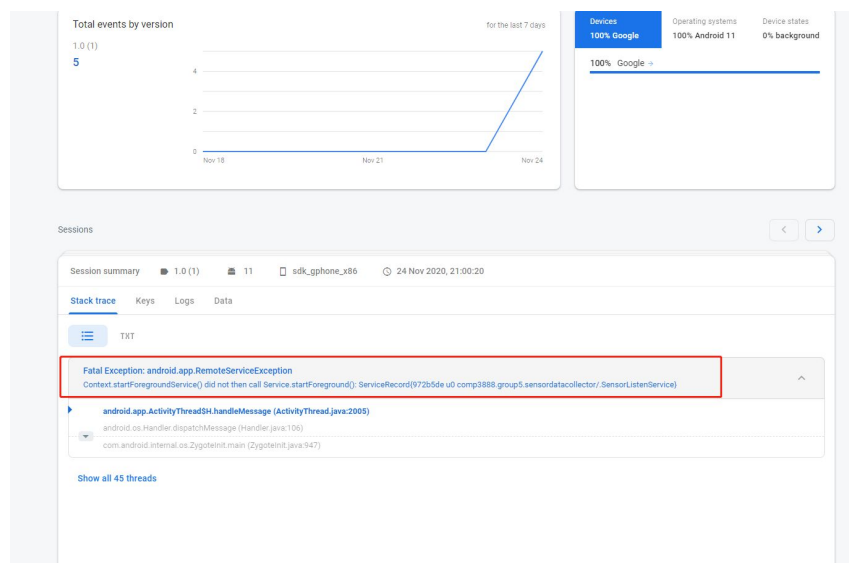 Total events by version
for the last 7 days
1.0 (1)
5
4
2
0
Nov 18
Nov 21
Nov 24
Devices
100% Google
Operating systems
100% Android 11
Device states
0% background
100% Google →
Sessions
Session summary 1.0 (1) 11 sdk_gphone_x86 24 Nov 2020, 21:00:20
Stack trace Keys Logs Data
TXT
Fatal Exception: android.app.RemoteServiceException
Context.startForegroundService() did not then call Service.startForeground(): ServiceRecord{972b5de u0 comp3888.group5.sensordatacollector/.SensorListenService}
android.app.ActivityThread$H.handleMessage (ActivityThread.java:2005)
android.os.Handler.dispatchMessage (Handler.java:106)
com.android.internal.os.ZygoteInit.main (ZygoteInit.java:947)
Show all 45 threads